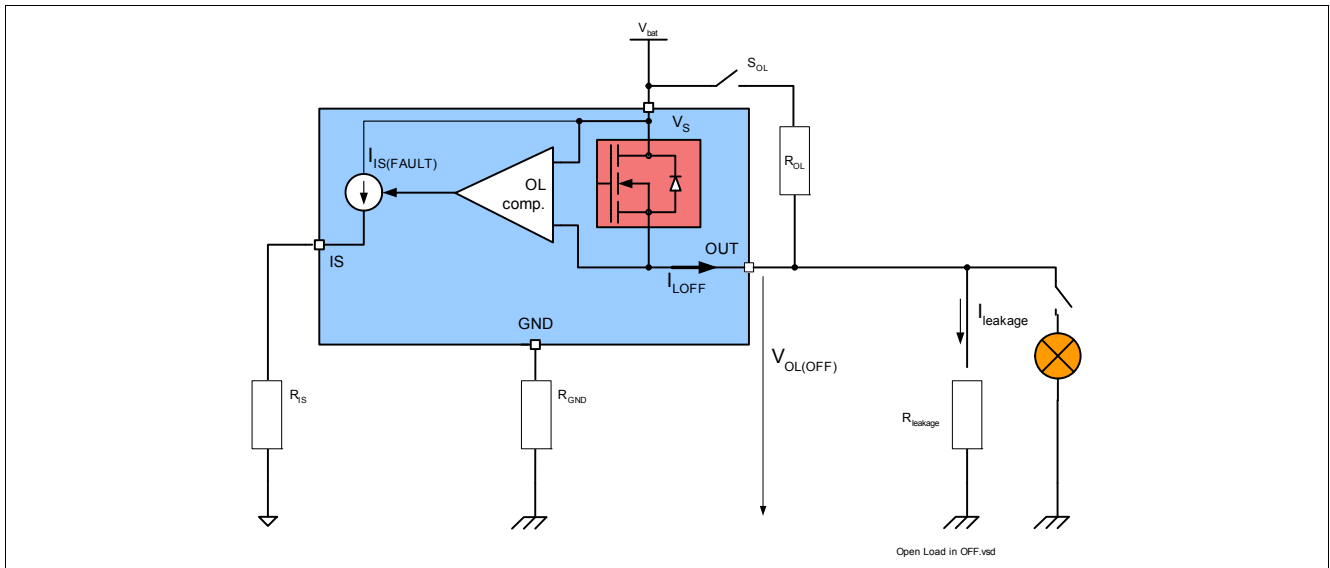 Vbat
SOL
VS
IIS(FAULT)
OL
comp.
ROL
OUT
IS
ILOFF
Ileakage
GND
VOL(OFF)
RIS
RGND
Rleakage
Open Load in OFF.vsd